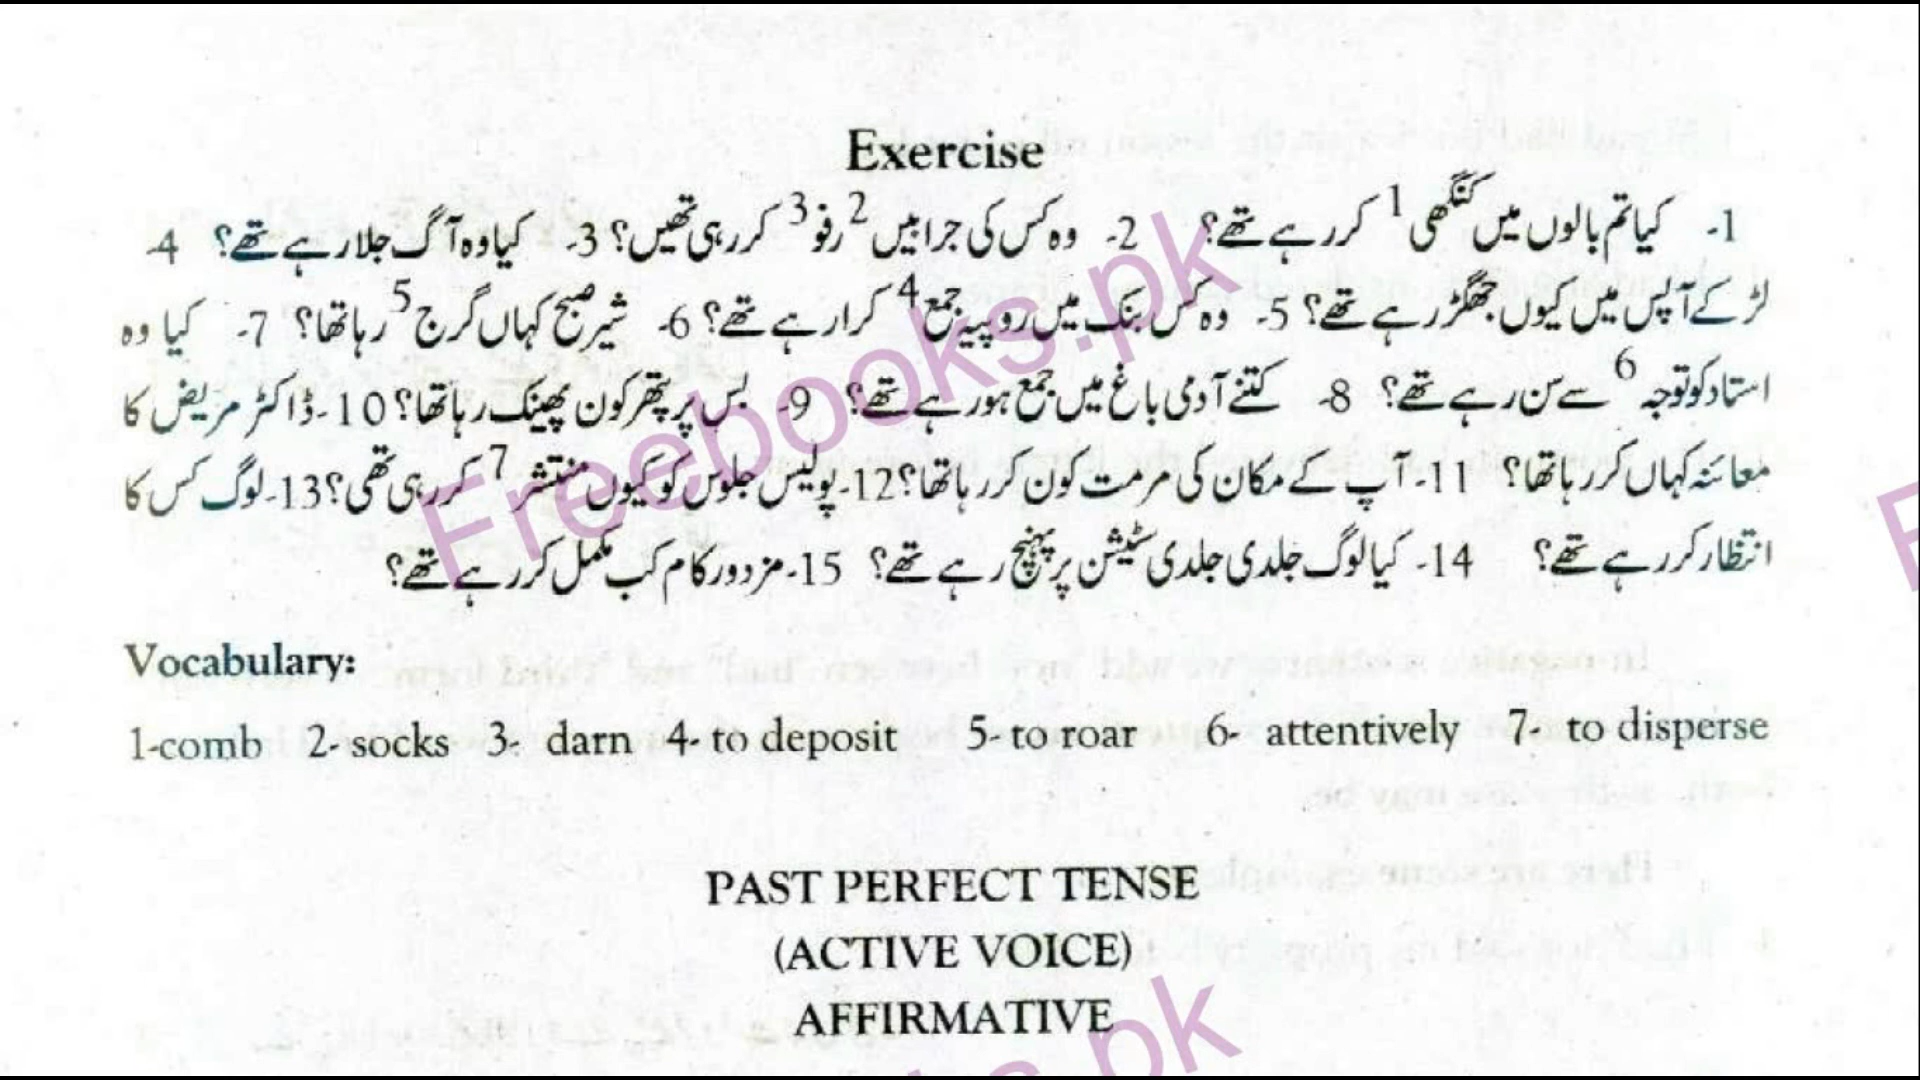 Exercise
1- کیا تم بالوں میں کنگھی 1 کر رہے تھے؟ 2- وہ کس کی جرابیں 2 رفو 3 کر رہی تھیں؟ 3- کیا وہ آگ جلا رہے تھے؟ 4-
لڑکے آپس میں کیوں جھگڑ رہے تھے؟ 5- وہ کس بنک میں روپیہ جمع 4 کرا رہے تھے؟ 6- شیر صبح کہاں گرج 5 رہا تھا؟ 7- کیا وہ
استاد کو توجہ 6 سے سن رہے تھے؟ 8- کتنے آدمی باغ میں جمع ہو رہے تھے؟ 9- بس پر پتھر کون پھینک رہا تھا؟ 10-ڈاکٹر مریض کا
معائنہ کہاں کر رہا تھا؟ 11-آپ کے مکان کی مرمت کون کر رہا تھا؟ 12-پولیس جلوس کو کیوں منتشر 7 کر رہی تھی؟ 13-لوگ کس کا
انتظار کر رہے تھے؟ 14- کیا لوگ جلدی جلدی سٹیشن پر پہنچ رہے تھے؟ 15-مزدور کام کب مکمل کر رہے تھے؟
Freebooks.pk
Vocabulary:
1-comb 2- socks 3- darn 4- to deposit 5- to roar 6- attentively 7- to disperse
PAST PERFECT TENSE
(ACTIVE VOICE)
AFFIRMATIVE
ks.pk